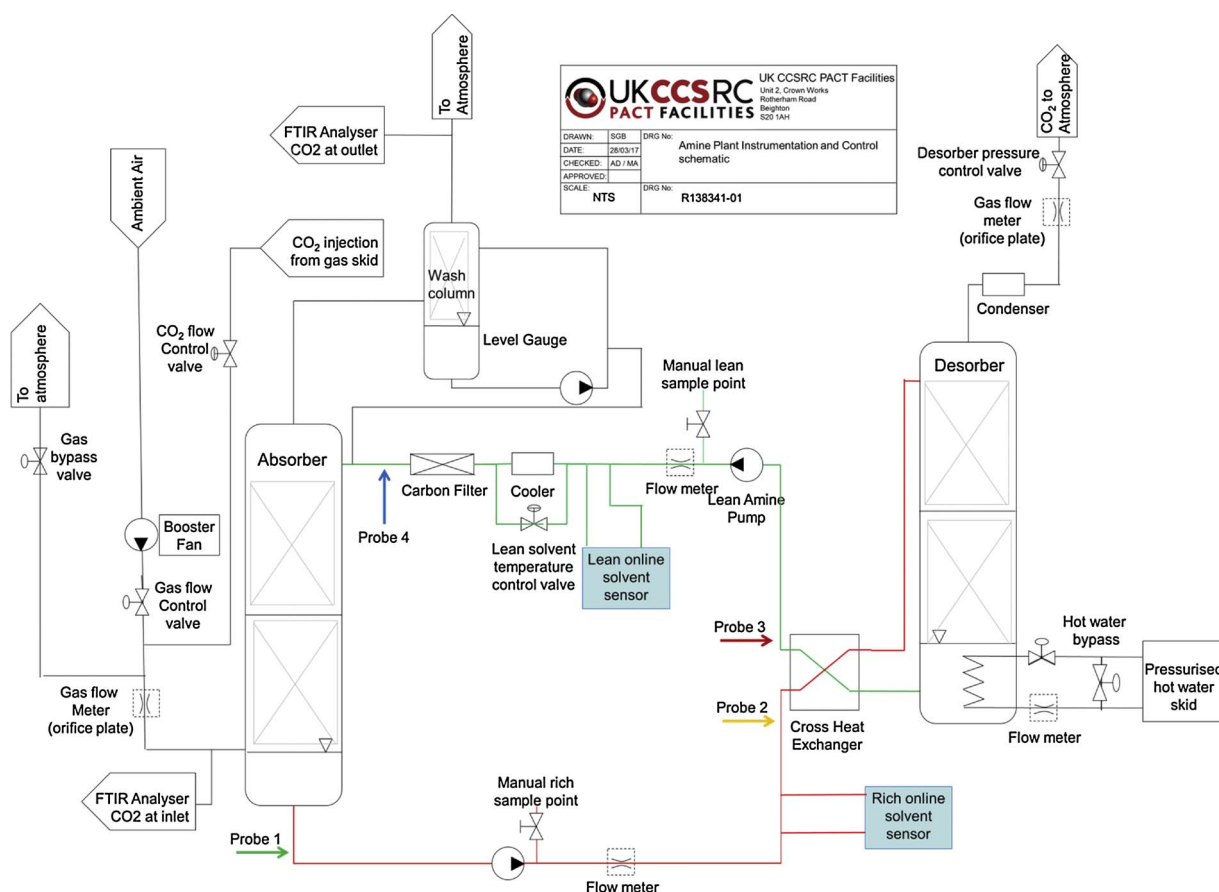 To
Atmosphere
FTIR Analyser
CO2 at outlet
Ambient Air
CO₂ injection
from gas skid
UKCCSRC
PACT FACILITIES
UK CCSRC PACT Facilities
Unit 2, Crown Works
Rotherham Road
Beighton
S20 1AH
DRAWN: SGB
DRG No:
DATE: 28/03/17
Amine Plant Instrumentation and Control
schematic
CHECKED: AD / MA
APPROVED:
SCALE:
NTS
DRG No:
R138341-01
CO₂ to
Atmosphere
Desorber pressure
control valve
Gas flow
meter
(orifice plate)
Condenser
Wash
column
Level Gauge
To
atmosphere
CO₂ flow
Control
valve
Gas
bypass
valve
Manual lean
sample point
Desorber
Absorber
Carbon Filter
Cooler
Flow meter
Lean Amine
Pump
Probe 4
Booster
Fan
Lean solvent
temperature
control valve
Lean online
solvent
sensor
Gas flow
Control
valve
Probe 3
Hot water
bypass
Gas flow
Meter
(orifice plate)
Pressurised
hot water
skid
Probe 2
Cross Heat
Exchanger
Flow meter
FTIR Analyser
CO2 at inlet
Manual rich
sample point
Rich online
solvent
sensor
Probe 1
Flow meter